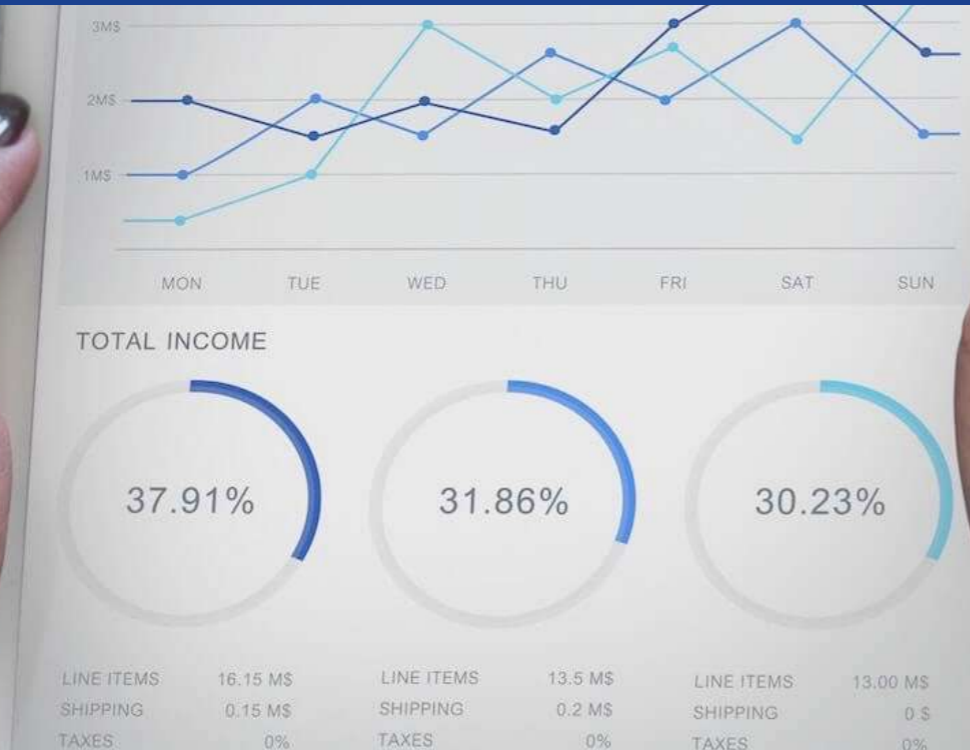 3M$
2M$
1M$
MON TUE WED THU FRI SAT SUN
TOTAL INCOME
37.91% 31.86% 30.23%
LINE ITEMS 16.15 M$ LINE ITEMS 13.5 M$ LINE ITEMS 13.00 M$
SHIPPING 0.15 M$ SHIPPING 0.2 M$ SHIPPING 0 $
TAXES 0% TAXES 0% TAXES 0%